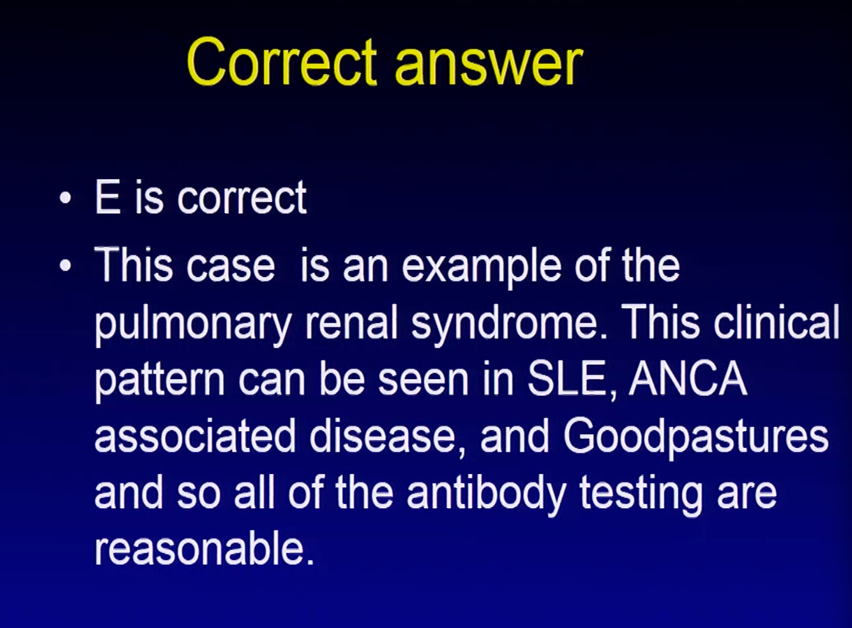 Correct answer
• E is correct
• This case is an example of the
pulmonary renal syndrome. This clinical
pattern can be seen in SLE, ANCA
associated disease, and Goodpastures
and so all of the antibody testing are
reasonable.